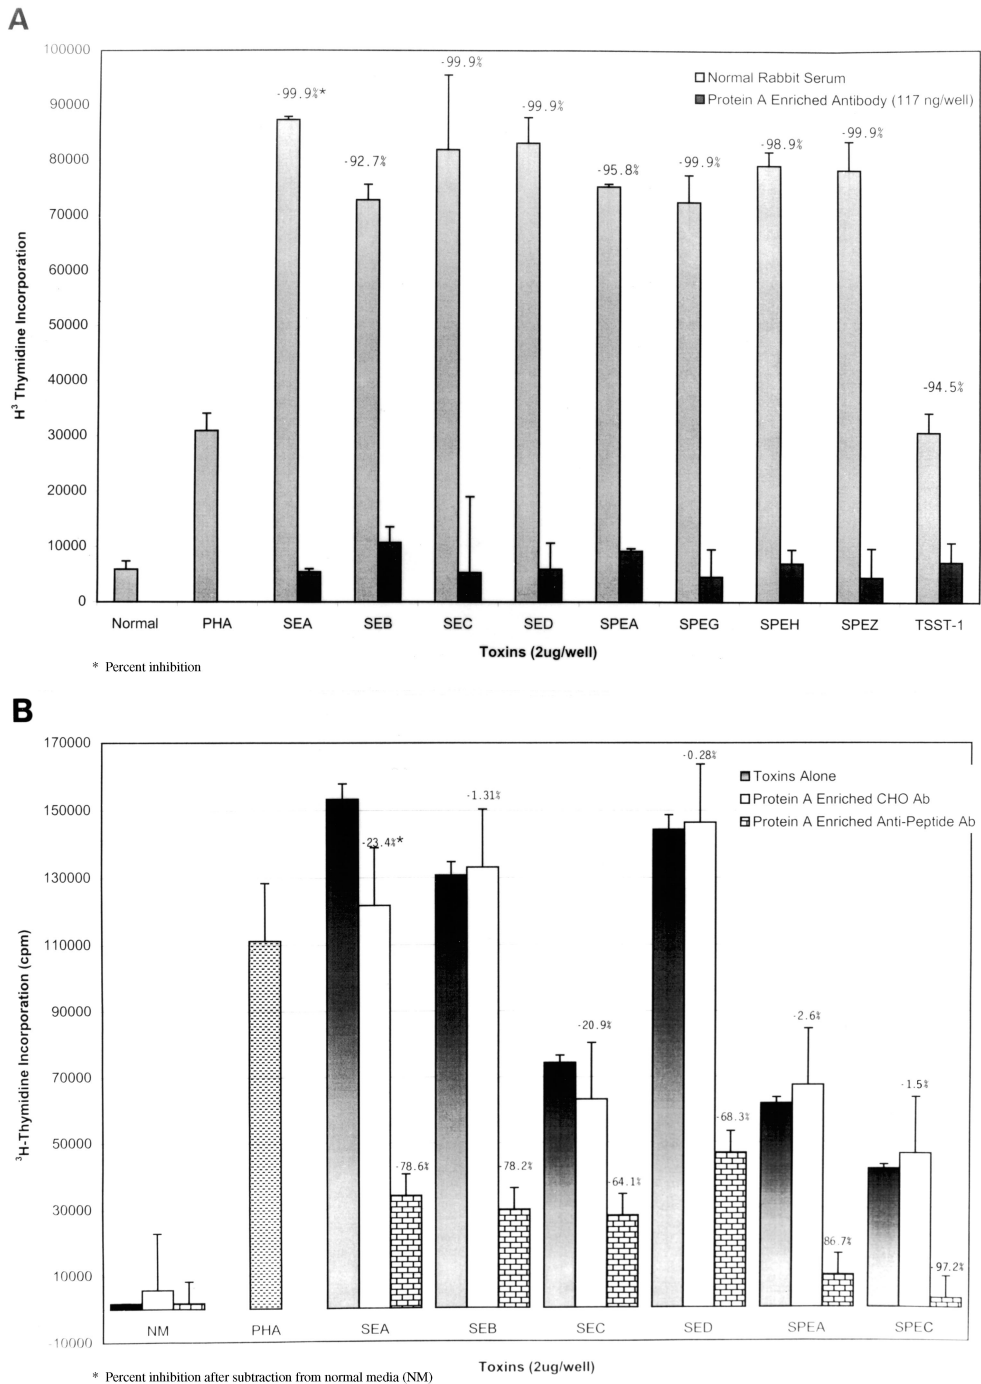 A
100000
90000
80000
70000
60000
50000
40000
30000
20000
10000
0
H³ Thymidine Incorporation
Normal Rabbit Serum
Protein A Enriched Antibody (117 ng/well)
-99.9%*
-92.7%
-99.9%
-99.9%
-95.8%
-99.9%
-98.9%
-99.9%
-94.5%
Normal PHA SEA SEB SEC SED SPEA SPEG SPEH SPEZ TSST-1
Toxins (2ug/well)
* Percent inhibition
B
170000
150000
130000
110000
90000
70000
50000
30000
10000
-10000
³H-Thymidine Incorporation (cpm)
Toxins Alone
Protein A Enriched CHO Ab
Protein A Enriched Anti-Peptide Ab
-23.4%*
-78.6%
-1.31%
-78.2%
-20.9%
-64.1%
-0.28%
-68.3%
-2.6%
86.7%
-1.5%
-97.2%
NM PHA SEA SEB SEC SED SPEA SPEC
Toxins (2ug/well)
* Percent inhibition after subtraction from normal media (NM)